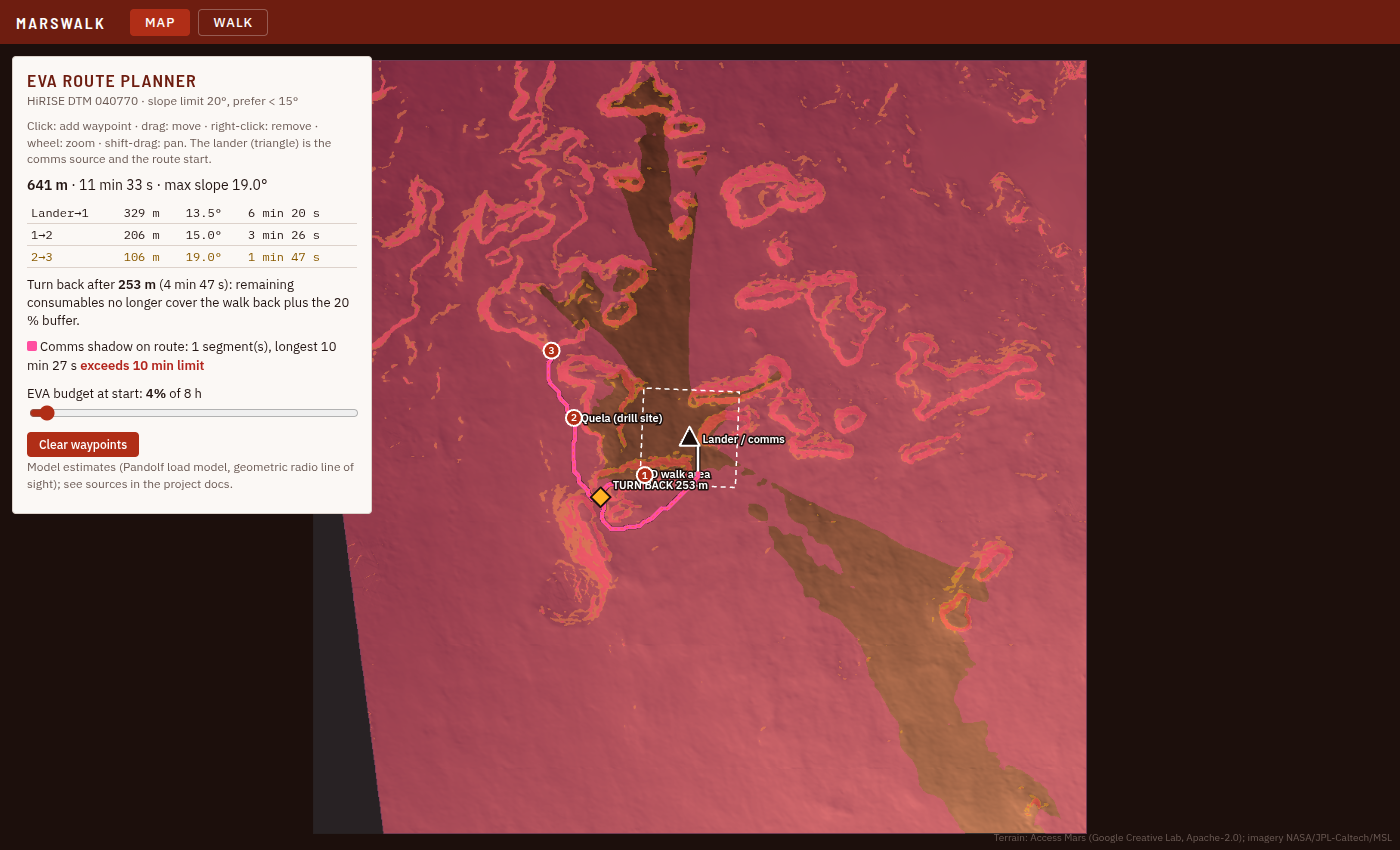 MARSWALK
MAP
WALK
EVA ROUTE PLANNER
HiRISE DTM 040770 · slope limit 20°, prefer < 15°
Click: add waypoint · drag: move · right-click: remove ·
wheel: zoom · shift-drag: pan. The lander (triangle) is the
comms source and the route start.
641 m · 11 min 33 s · max slope 19.0°
Lander→1 329 m 13.5° 6 min 20 s
1→2 206 m 15.0° 3 min 26 s
2→3 106 m 19.0° 1 min 47 s
Turn back after 253 m (4 min 47 s): remaining
consumables no longer cover the walk back plus the 20
% buffer.
Comms shadow on route: 1 segment(s), longest 10
min 27 s exceeds 10 min limit
EVA budget at start: 4% of 8 h
Clear waypoints
Model estimates (Pandolf load model, geometric radio line of
sight); see sources in the project docs.
3
2 Quela (drill site)
Lander / comms
1 walk area
TURN BACK 253 m
Terrain: Access Mars (Google Creative Lab, Apache-2.0); imagery NASA/JPL-Caltech/MSL